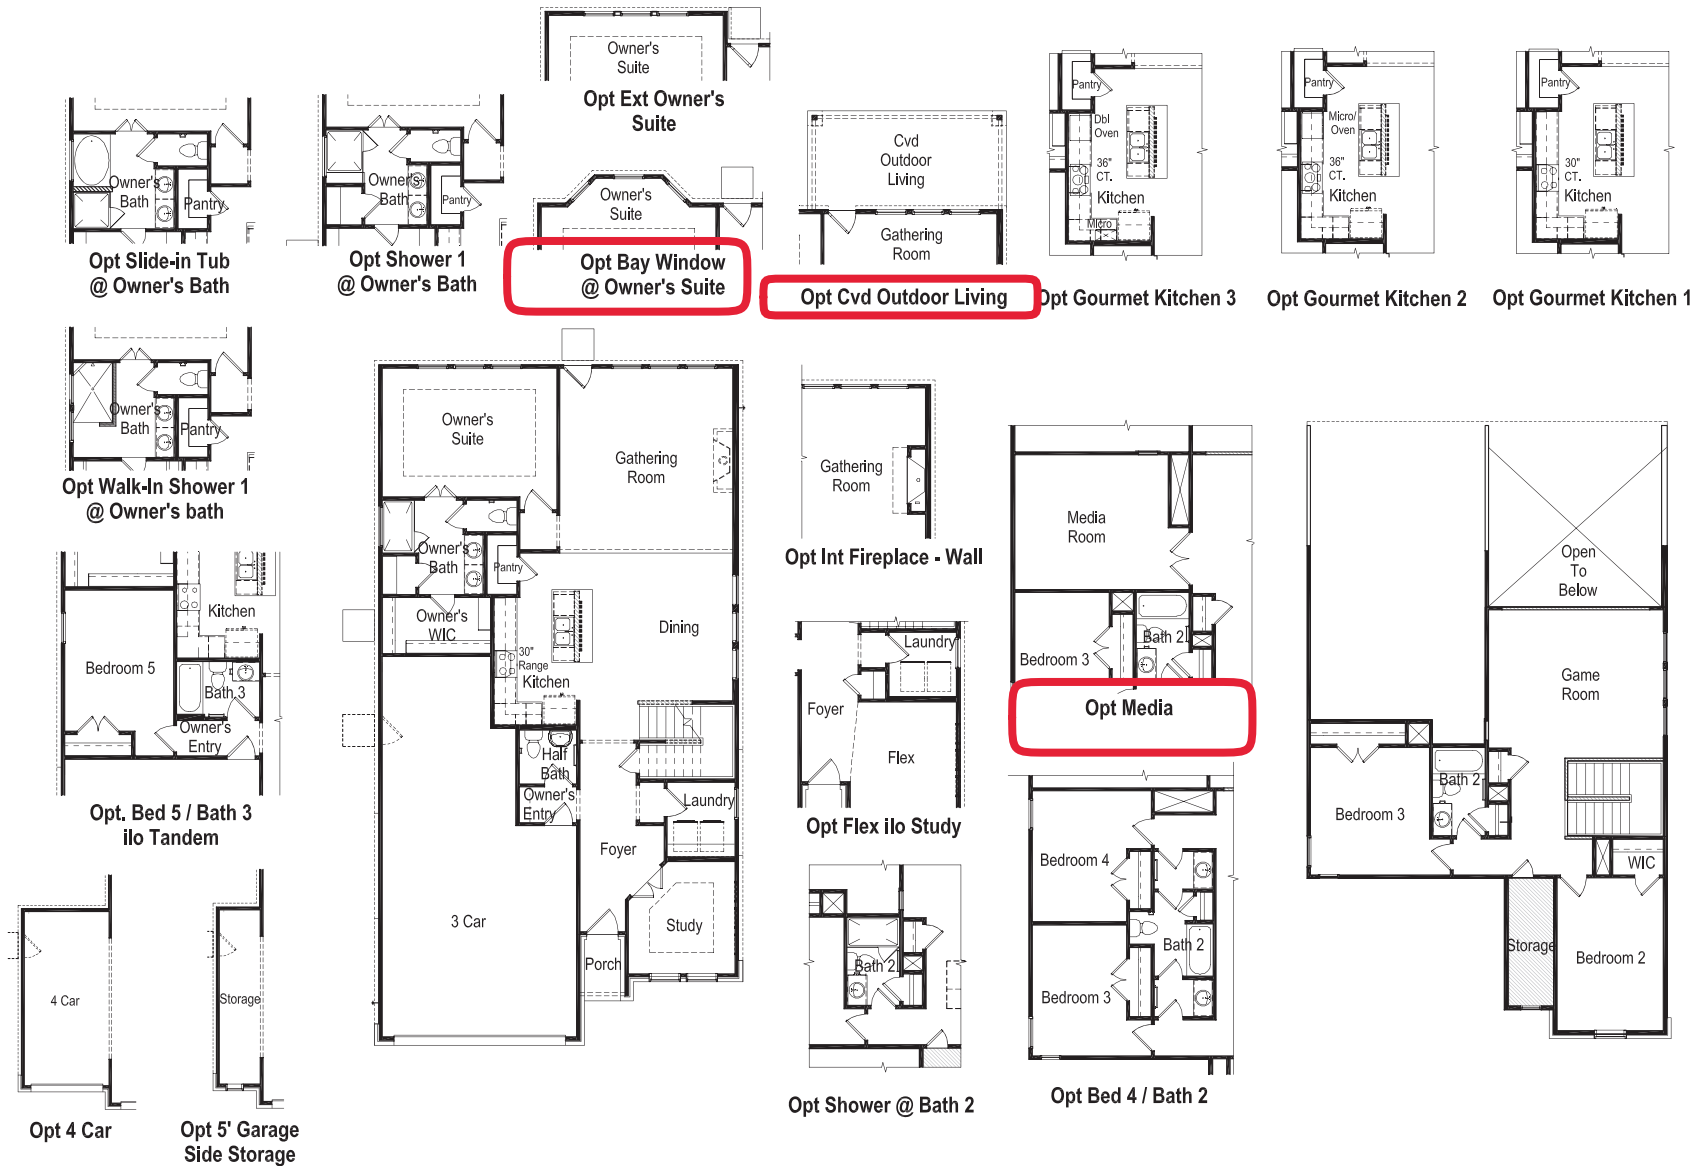 Owner's
Suite
Opt Ext Owner's
Suite
Owner's
Bath
Pantry
Opt Slide-in Tub
@ Owner's Bath
Owner's
Bath
Pantry
Opt Shower 1
@ Owner's Bath
Owner's
Suite
Opt Bay Window
@ Owner's Suite
Cvd
Outdoor
Living
Gathering
Room
Opt Cvd Outdoor Living
Pantry
Dbl
Oven
36"
CT.
Kitchen
Micro
Opt Gourmet Kitchen 3
Pantry
Micro/
Oven
36"
CT.
Kitchen
Opt Gourmet Kitchen 2
Pantry
30"
CT.
Kitchen
Opt Gourmet Kitchen 1
Owner's
Bath
Pantry
Opt Walk-In Shower 1
@ Owner's bath
Kitchen
Bedroom 5
Bath 3
Owner's
Entry
Opt. Bed 5 / Bath 3
ilo Tandem
4 Car
Opt 4 Car
Storage
Opt 5' Garage
Side Storage
Owner's
Suite
Gathering
Room
Owner's
Bath
Pantry
Owner's
WIC
Dining
30"
Range
Kitchen
Half
Bath
Owner's
Entry
Laundry
Foyer
3 Car
Study
Porch
Gathering
Room
Opt Int Fireplace - Wall
Laundry
Foyer
Flex
Opt Flex ilo Study
Bath 2
Opt Shower @ Bath 2
Media
Room
Bath 2
Bedroom 3
Opt Media
Bedroom 4
Bath 2
Bedroom 3
Opt Bed 4 / Bath 2
Open
To
Below
Game
Room
Bath 2
Bedroom 3
WIC
Storage
Bedroom 2